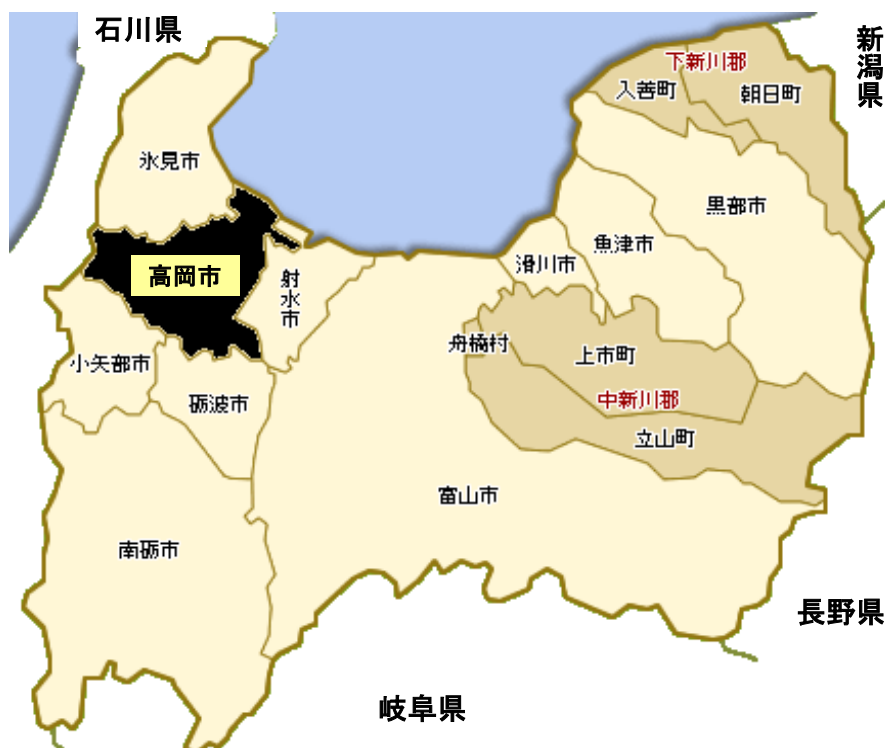 石川県
新潟県
下新川郡
入善町
朝日町
氷見市
黒部市
魚津市
滑川市
高岡市
射水市
舟橋村
上市町
小矢部市
砺波市
中新川郡
立山町
富山市
南砺市
長野県
岐阜県